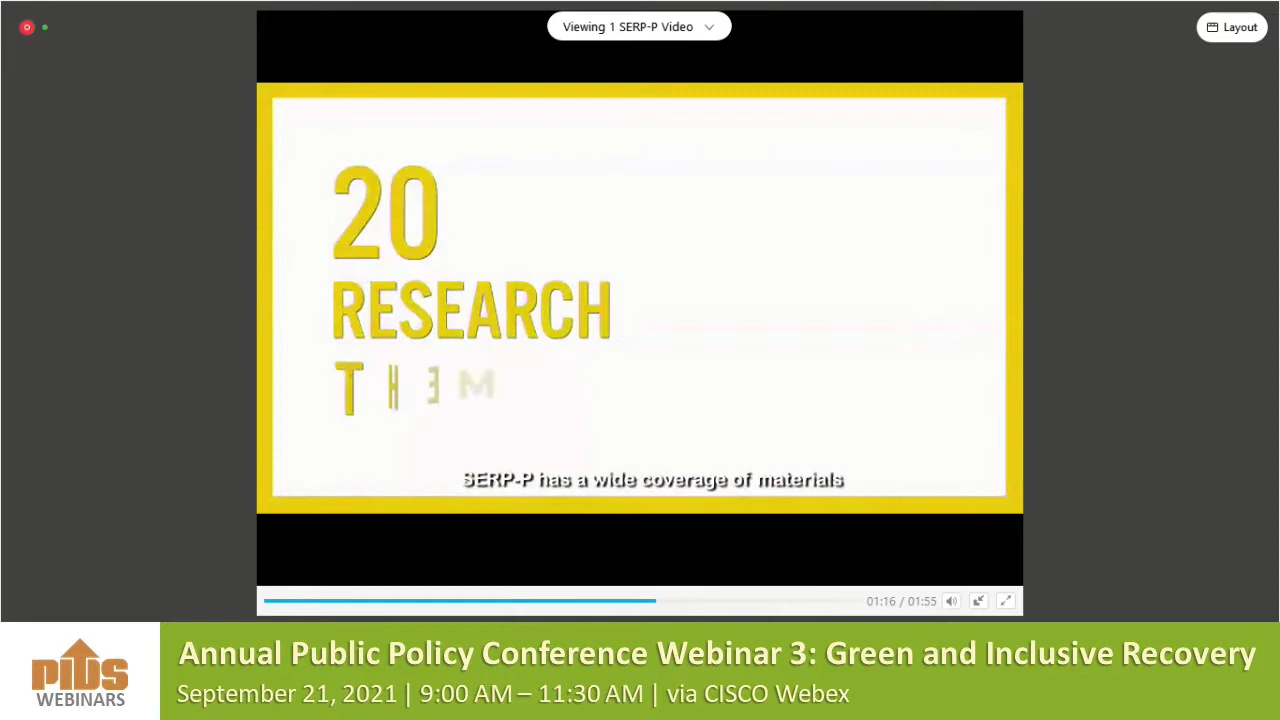 Viewing 1 SERP-P Video
Layout
20
RESEARCH
THEM
SERP-P has a wide coverage of materials
01:16 / 01:55
PIDS
WEBINARS
Annual Public Policy Conference Webinar 3: Green and Inclusive Recovery
September 21, 2021 | 9:00 AM – 11:30 AM | via CISCO Webex